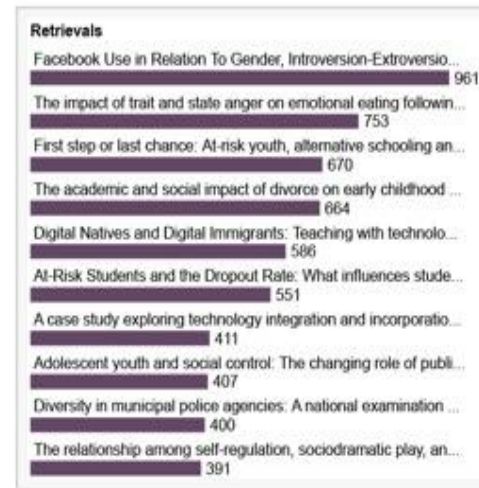 Retrievals
Facebook Use in Relation To Gender, Introversion-Extroversio...
961
The impact of trait and state anger on emotional eating followin...
753
First step or last chance: At-risk youth, alternative schooling an...
670
The academic and social impact of divorce on early childhood ...
664
Digital Natives and Digital Immigrants: Teaching with technolo...
586
At-Risk Students and the Dropout Rate: What influences stude...
551
A case study exploring technology integration and incorporatio...
411
Adolescent youth and social control: The changing role of publi...
407
Diversity in municipal police agencies: A national examination ...
400
The relationship among self-regulation, sociodramatic play, an...
391